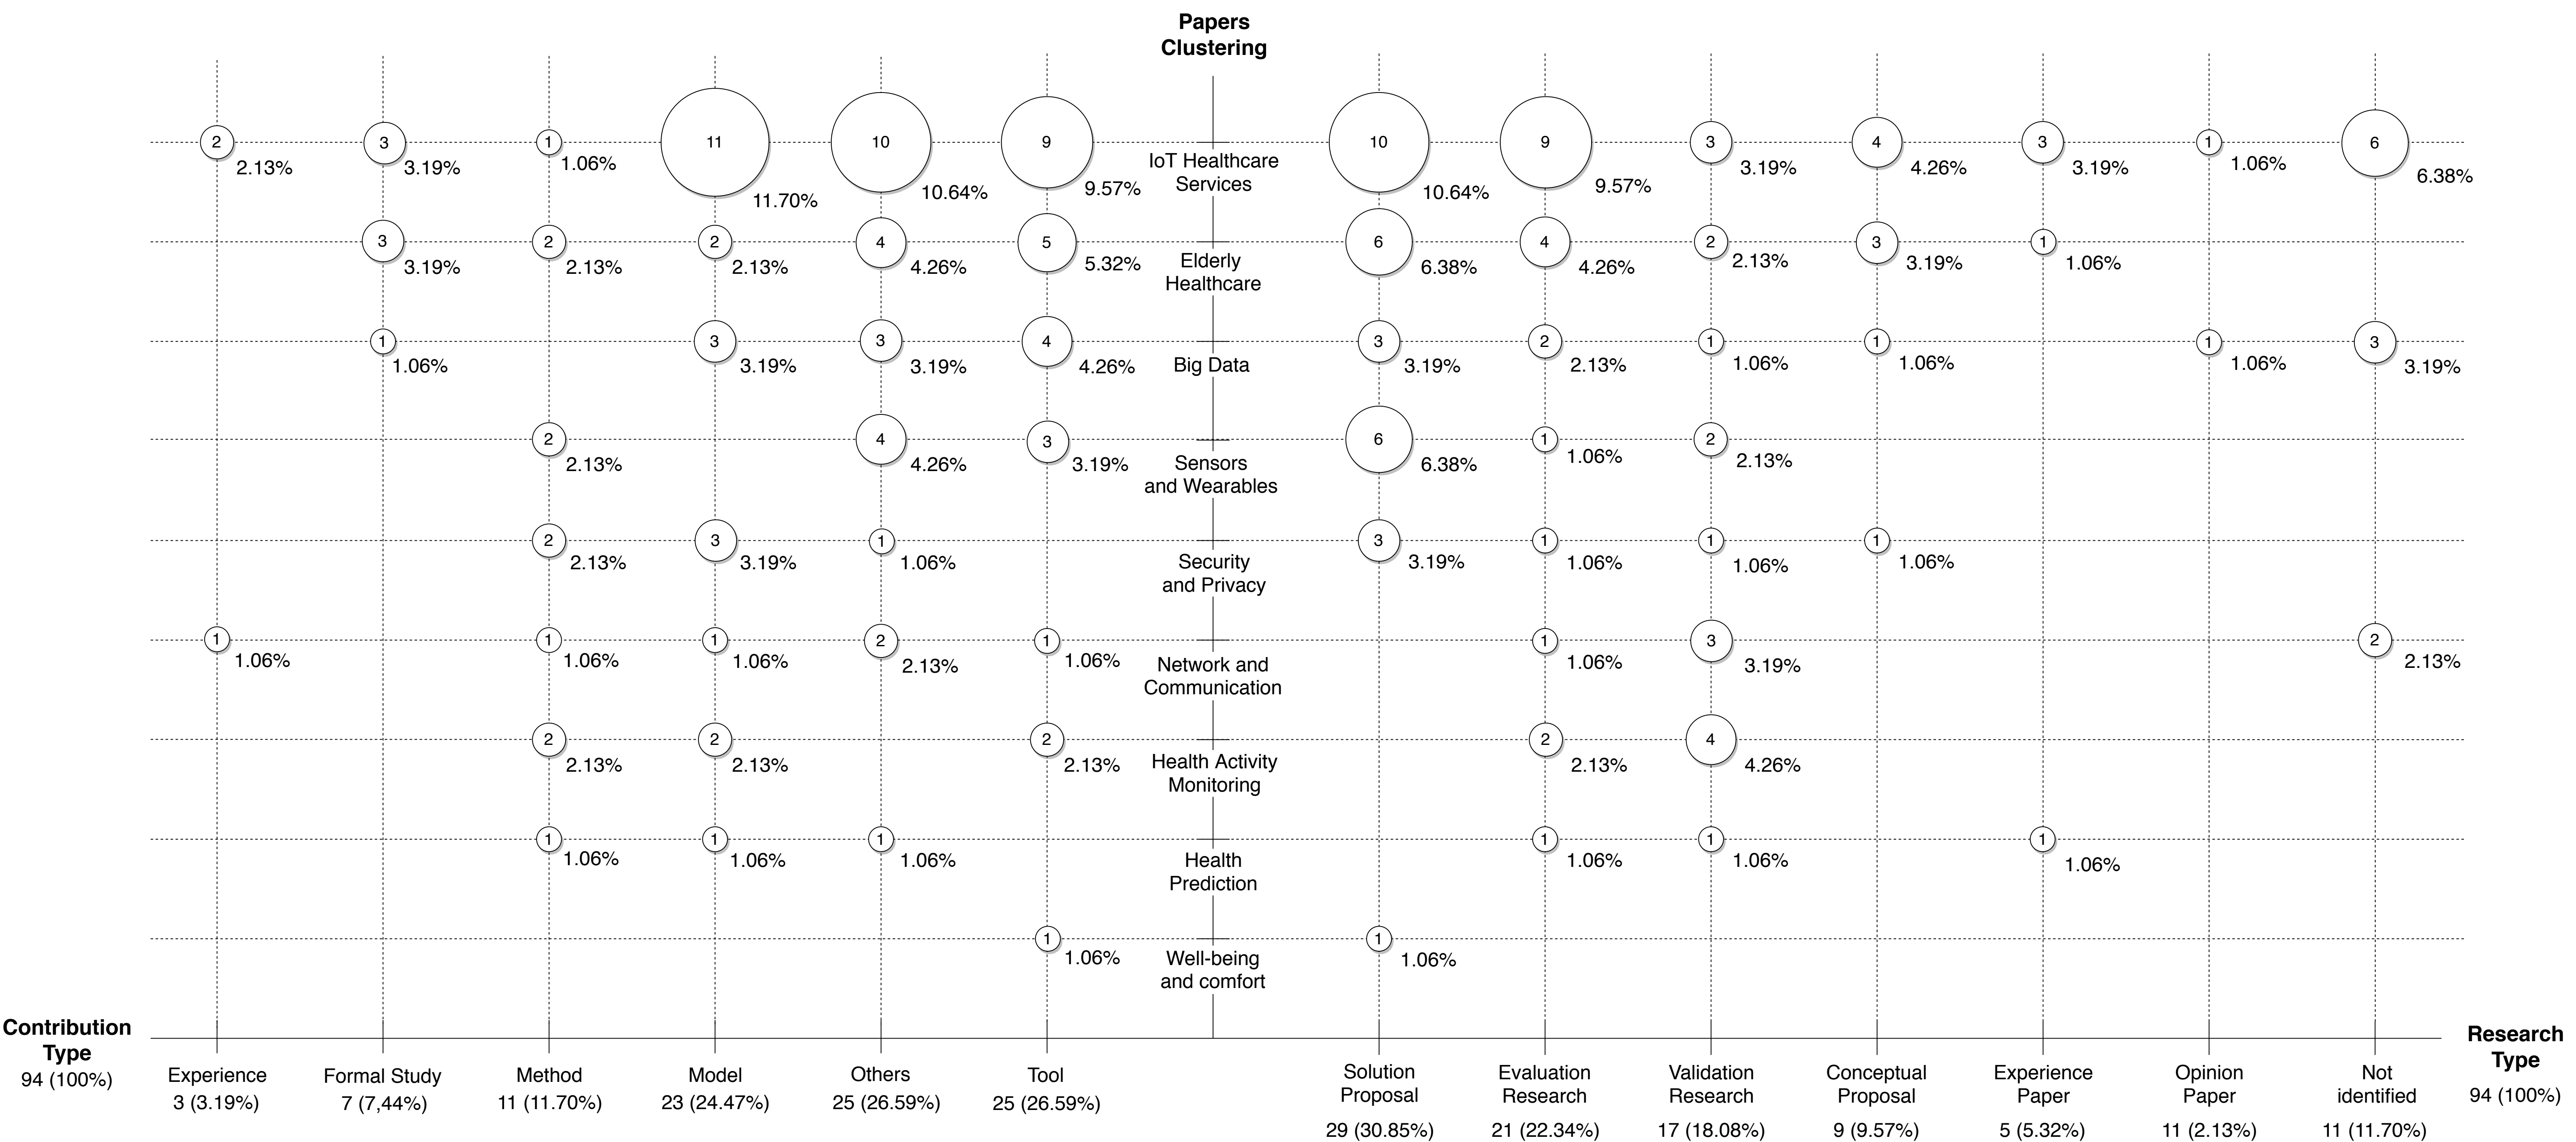 Papers
Clustering
2 3 1 11 10 9 10 9 3 4 3 1 6
2.13% 3.19% 1.06% 11.70% 10.64% 9.57% 10.64% 9.57% 3.19% 4.26% 3.19% 1.06% 6.38%
IoT Healthcare
Services
3 2 2 4 5 6 4 2 3 1
3.19% 2.13% 2.13% 4.26% 5.32% 6.38% 4.26% 2.13% 3.19% 1.06%
Elderly
Healthcare
1 3 3 4 3 2 1 1 1 3
1.06% 3.19% 3.19% 4.26% 3.19% 2.13% 1.06% 1.06% 1.06% 3.19%
Big Data
2 4 3 6 1 2
2.13% 4.26% 3.19% 6.38% 1.06% 2.13%
Sensors
and Wearables
2 3 1 3 1 1 1
2.13% 3.19% 1.06% 3.19% 1.06% 1.06% 1.06%
Security
and Privacy
1 1 1 2 1 1 3 2
1.06% 1.06% 1.06% 2.13% 1.06% 1.06% 3.19% 2.13%
Network and
Communication
2 2 2 2 4
2.13% 2.13% 2.13% 2.13% 4.26%
Health Activity
Monitoring
1 1 1 1 1 1
1.06% 1.06% 1.06% 1.06% 1.06% 1.06%
Health
Prediction
1 1
1.06% 1.06%
Well-being
and comfort
Contribution
Type
94 (100%)
Experience
3 (3.19%)
Formal Study
7 (7,44%)
Method
11 (11.70%)
Model
23 (24.47%)
Others
25 (26.59%)
Tool
25 (26.59%)
Solution
Proposal
29 (30.85%)
Evaluation
Research
21 (22.34%)
Validation
Research
17 (18.08%)
Conceptual
Proposal
9 (9.57%)
Experience
Paper
5 (5.32%)
Opinion
Paper
11 (2.13%)
Not
identified
11 (11.70%)
Research
Type
94 (100%)